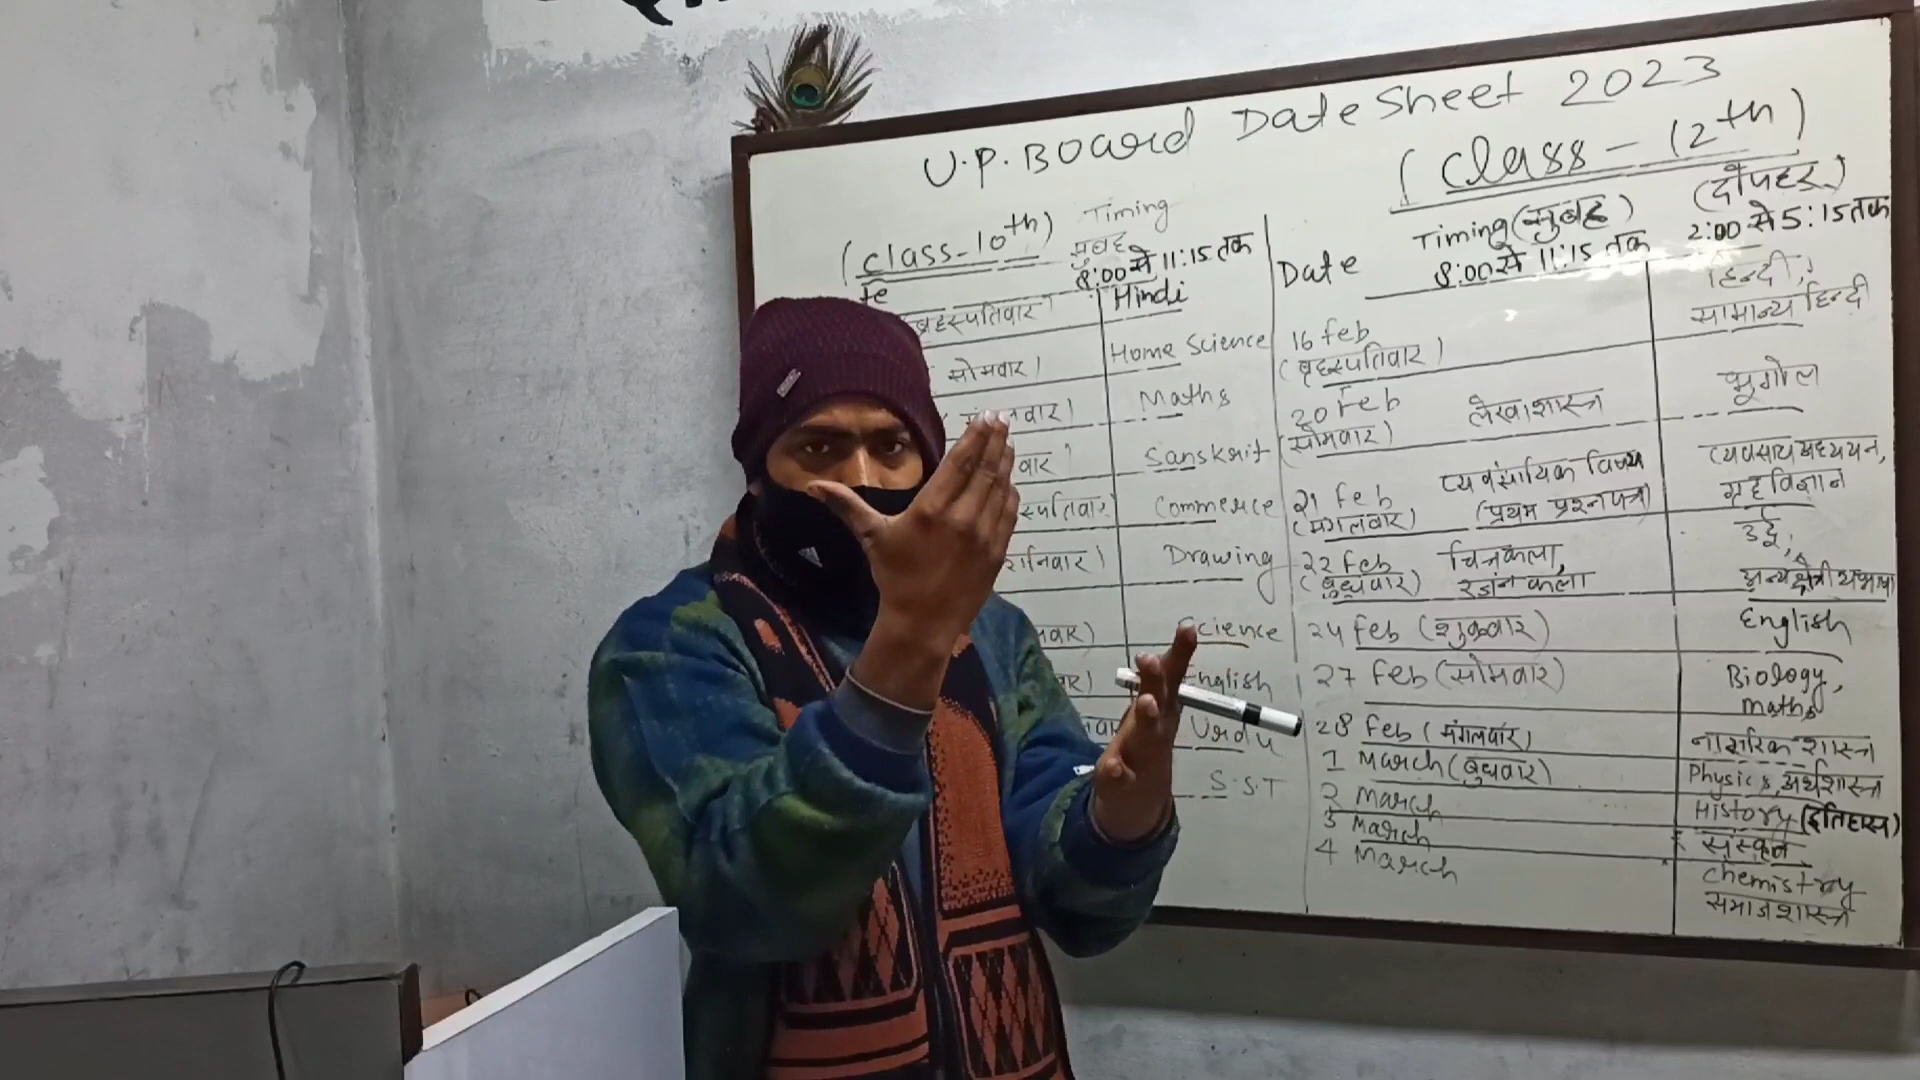 U.P. Board Date Sheet 2023
(Class-10th) Timing
सुबह
8:00 से 11:15 तक
te
बृहस्पतिवार) Hindi
सोमवार) Home Science
वार) Maths
वार) Sanskrit
स्पतिवार) Commerce
शनिवार) Drawing
वार) Science
वार) English
वार Urdu
S.S.T
(Class - 12th)
Timing (सुबह) (दोपहर)
Date 8:00 से 11:15 तक 2:00 से 5:15 तक
16 Feb हिन्दी,
(बृहस्पतिवार) सामान्य हिन्दी
20 Feb लेखाशास्त्र भूगोल
(सोमवार)
21 Feb व्यवसायिक विषय व्यवसाय अध्ययन,
(मंगलवार) (प्रथम प्रश्नपत्र) गृहविज्ञान
22 Feb चित्रकला, उर्दू,
(बुधवार) रंजनकला अन्य क्षेत्रीय भाषा
24 Feb (शुक्रवार) English
27 Feb (सोमवार) Biology,
Maths
28 Feb (मंगलवार) नागरिक शास्त्र
1 March (बुधवार) Physics, अर्थशास्त्र
2 March History (इतिहास)
3 March संस्कृत
4 March Chemistry
समाजशास्त्र